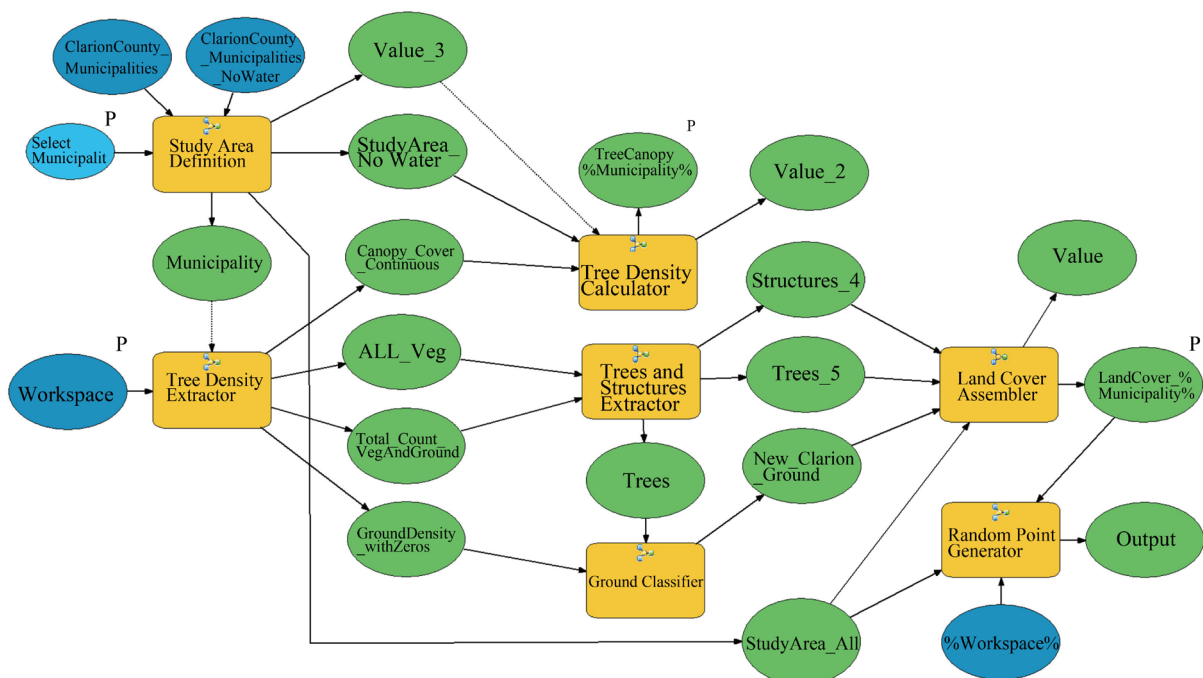 ClarionCounty_
Municipalities
ClarionCounty
_Municipalities
_NoWater
Value_3
P
Select
Municipalit
Study Area
Definition
StudyArea_
No Water
P
TreeCanopy
%Municipality%
Value_2
Municipality
Canopy_Cover
_Continuous
Tree Density
Calculator
Structures_4
Value
P
Workspace
Tree Density
Extractor
ALL_Veg
Trees and
Structures
Extractor
Trees_5
Land Cover
Assembler
P
LandCover_%
Municipality%
Total_Count_
VegAndGround
Trees
New_Clarion
_Ground
GroundDensity
_withZeros
Ground Classifier
Random Point
Generator
Output
StudyArea_All
%Workspace%